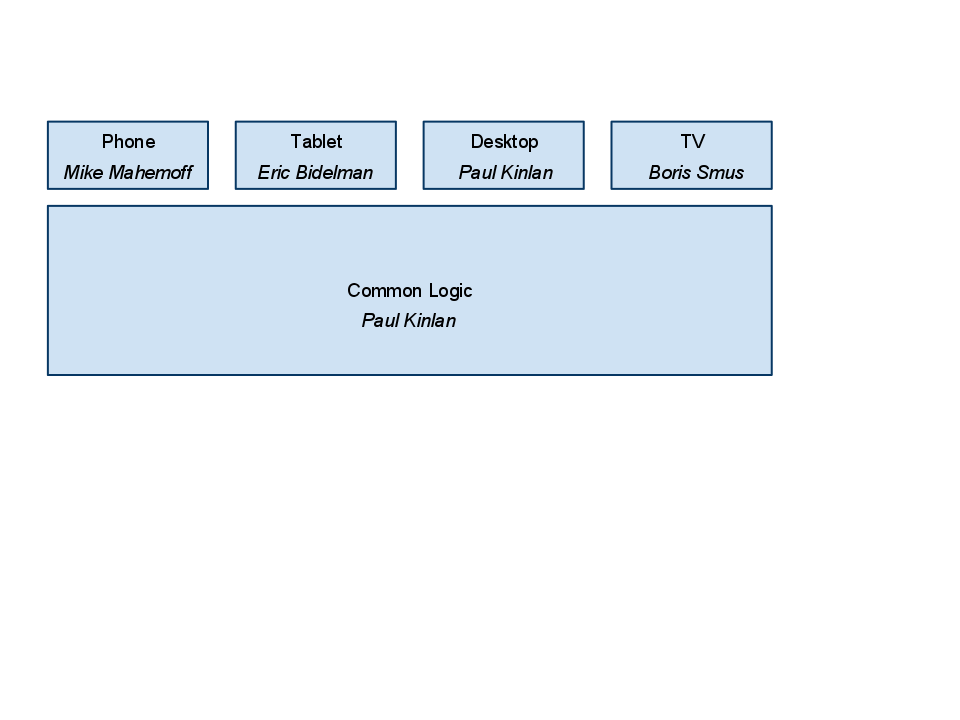 Phone
Mike Mahemoff
Tablet
Eric Bidelman
Desktop
Paul Kinlan
TV
Boris Smus
Common Logic
Paul Kinlan